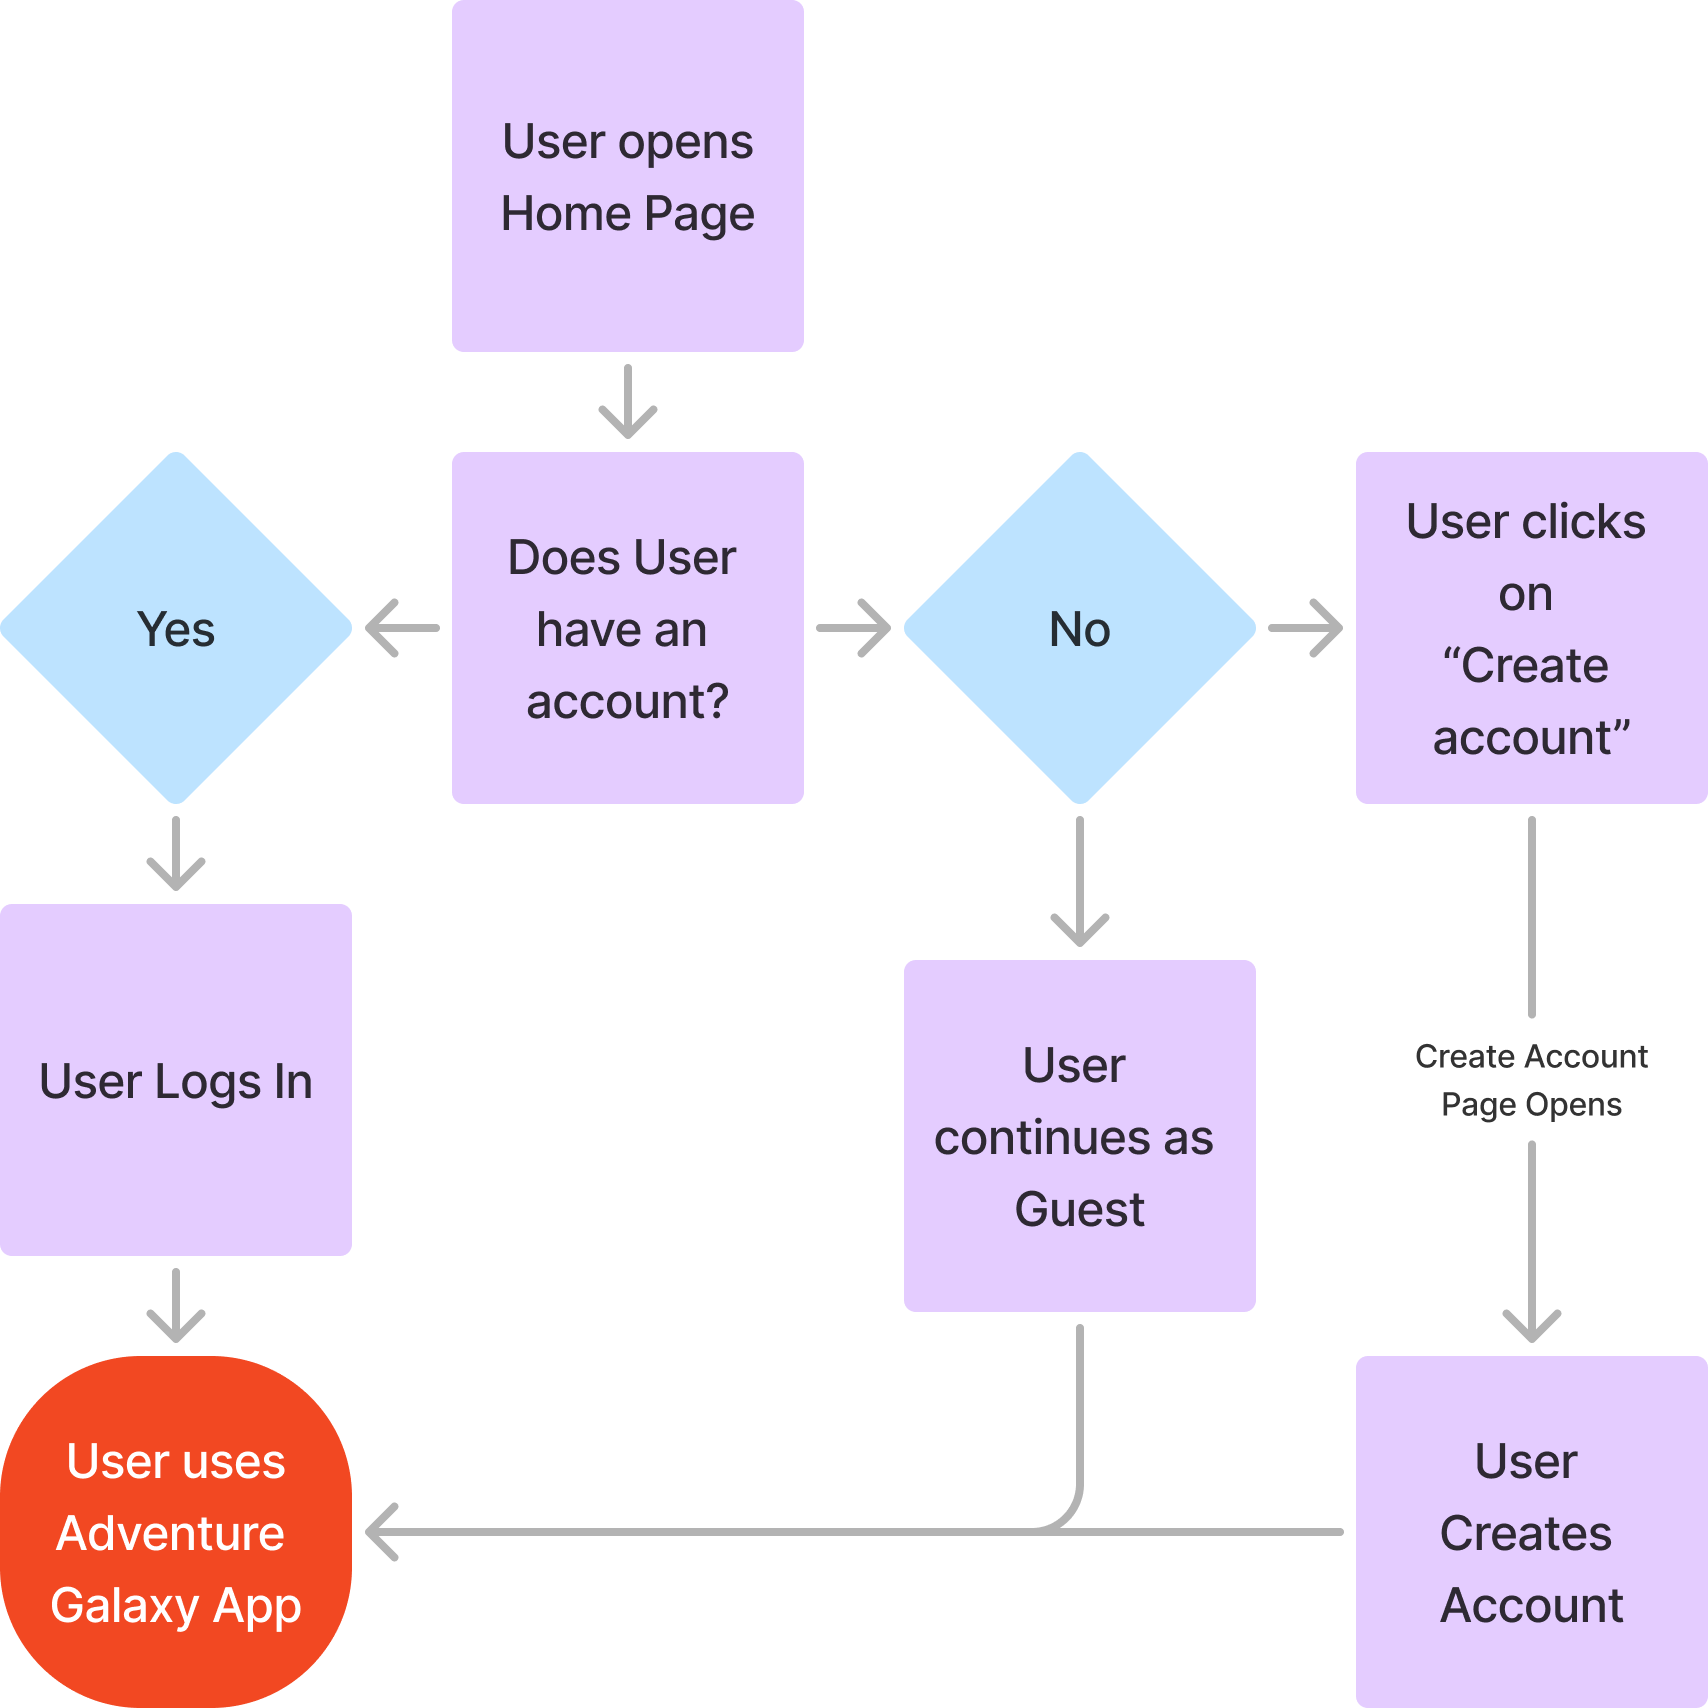 User opens
Home Page
Yes
Does User
have an
account?
No
User clicks
on
“Create
account”
User Logs In
User
continues as
Guest
Create Account
Page Opens
User uses
Adventure
Galaxy App
User
Creates
Account